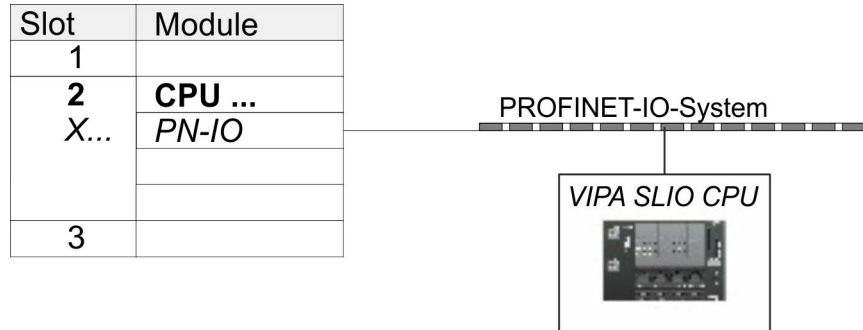 Slot Module
1
2 CPU ...
X... PN-IO
3
PROFINET-IO-System
VIPA SLIO CPU